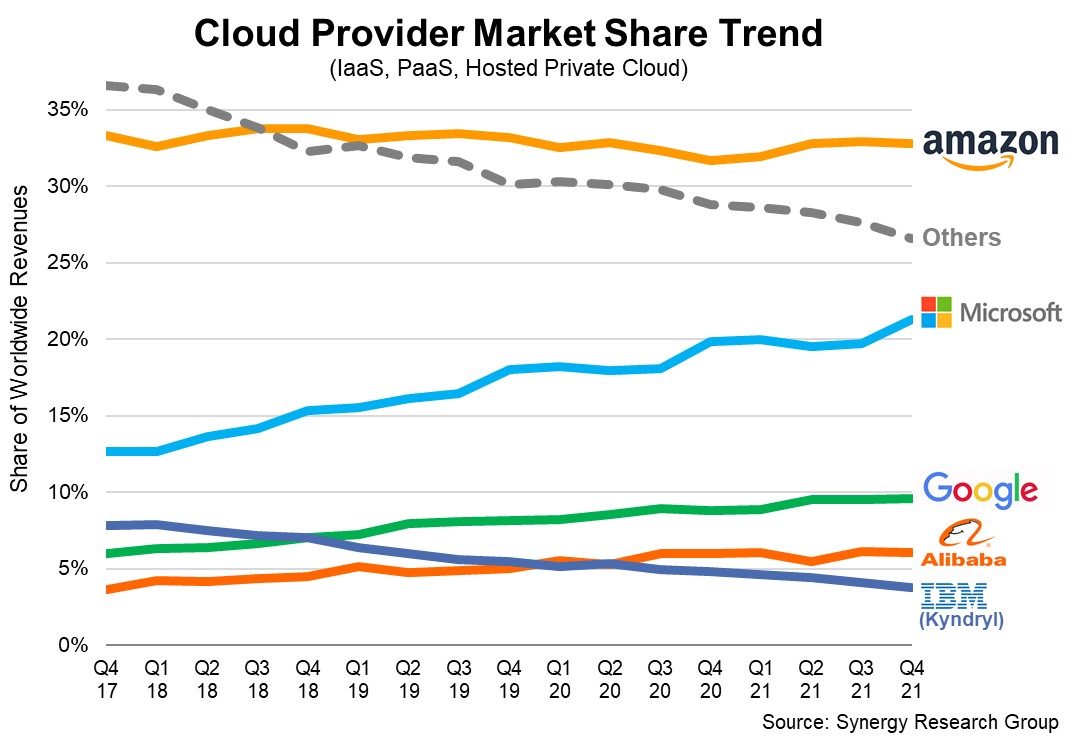 Cloud Provider Market Share Trend
(IaaS, PaaS, Hosted Private Cloud)
Share of Worldwide Revenues
35%
30%
25%
20%
15%
10%
5%
0%
amazon
Others
Microsoft
Google
Alibaba
IBM
(Kyndryl)
Q4 Q1 Q2 Q3 Q4 Q1 Q2 Q3 Q4 Q1 Q2 Q3 Q4 Q1 Q2 Q3 Q4
17 18 18 18 18 19 19 19 19 20 20 20 20 21 21 21 21
Source: Synergy Research Group